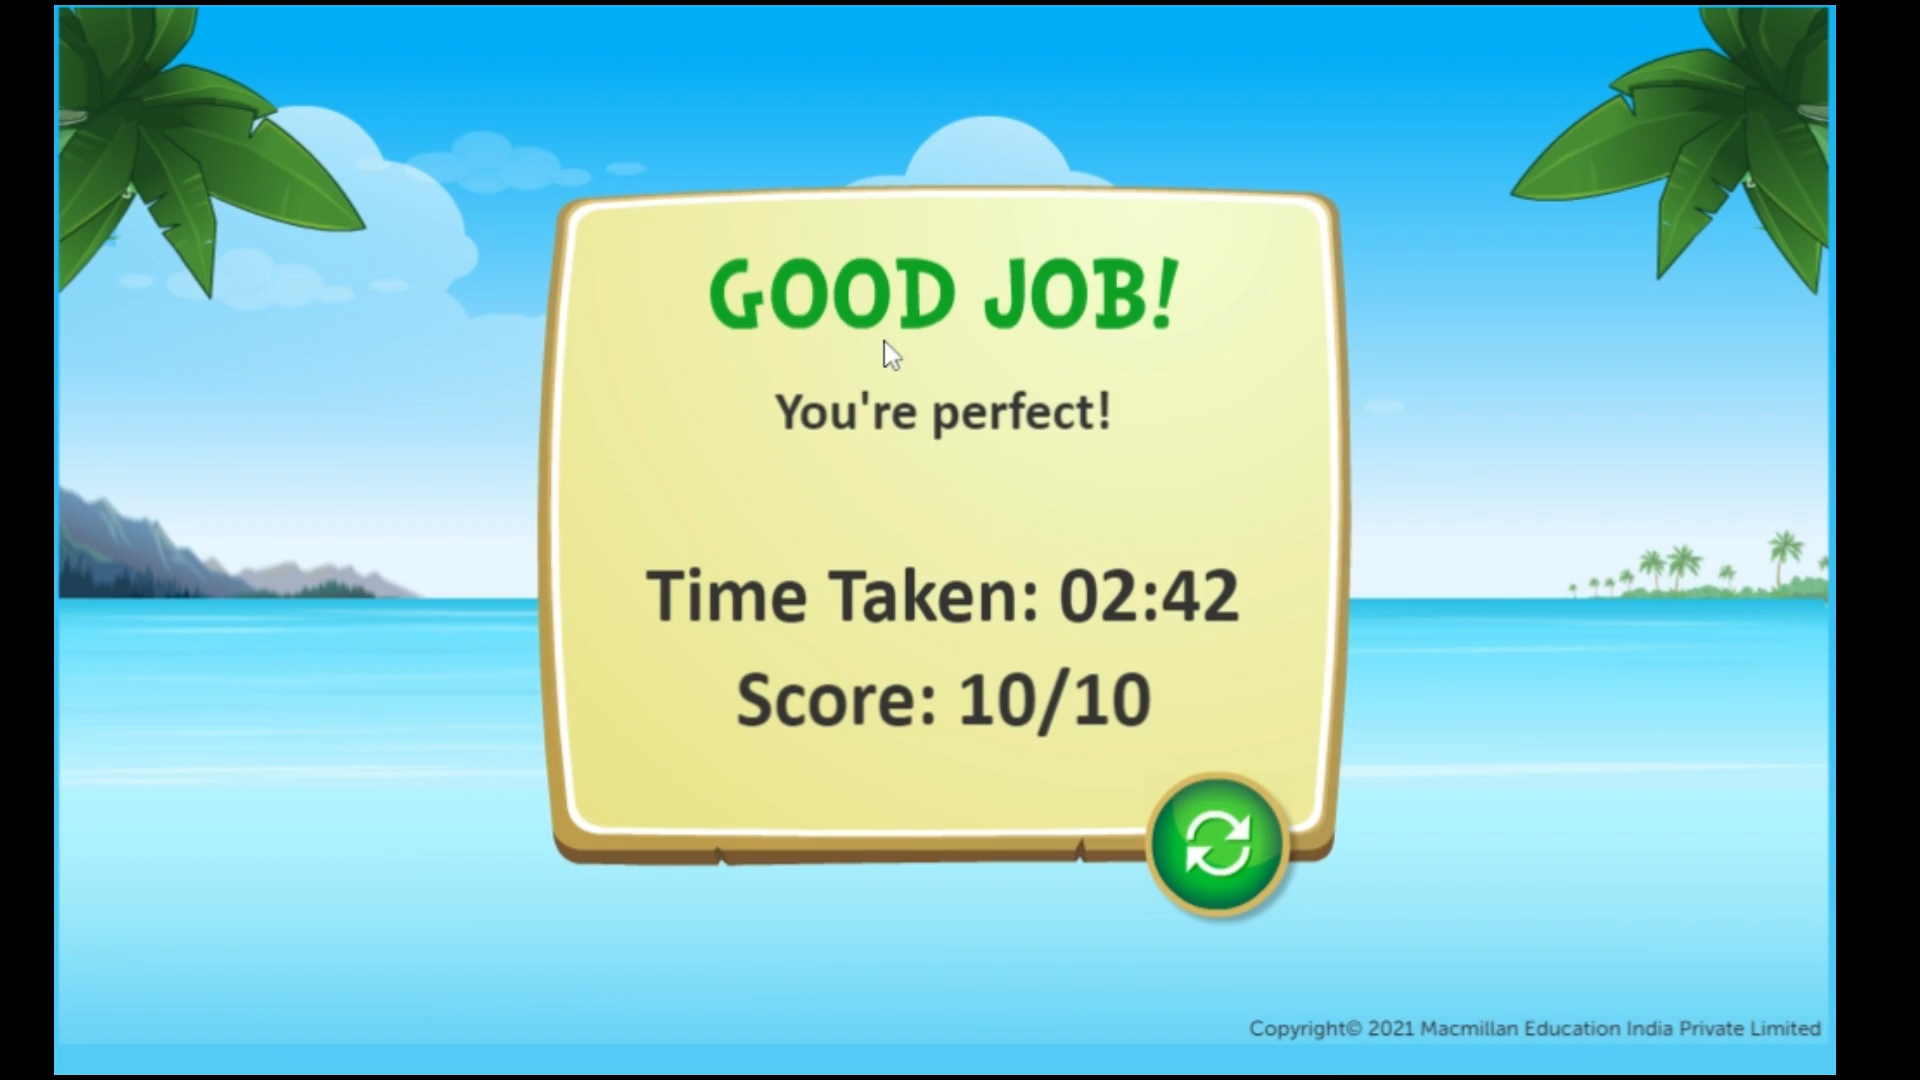 GOOD JOB!
You're perfect!
Time Taken: 02:42
Score: 10/10
Copyright© 2021 Macmillan Education India Private Limited